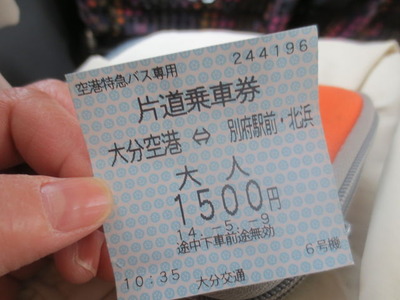 空港特急バス専用 244196
片道乗車券
大分空港 ⇔ 別府駅前・北浜
大人
1500円
14.-5.-9
途中下車前途無効
6号機
10:35 大分交通